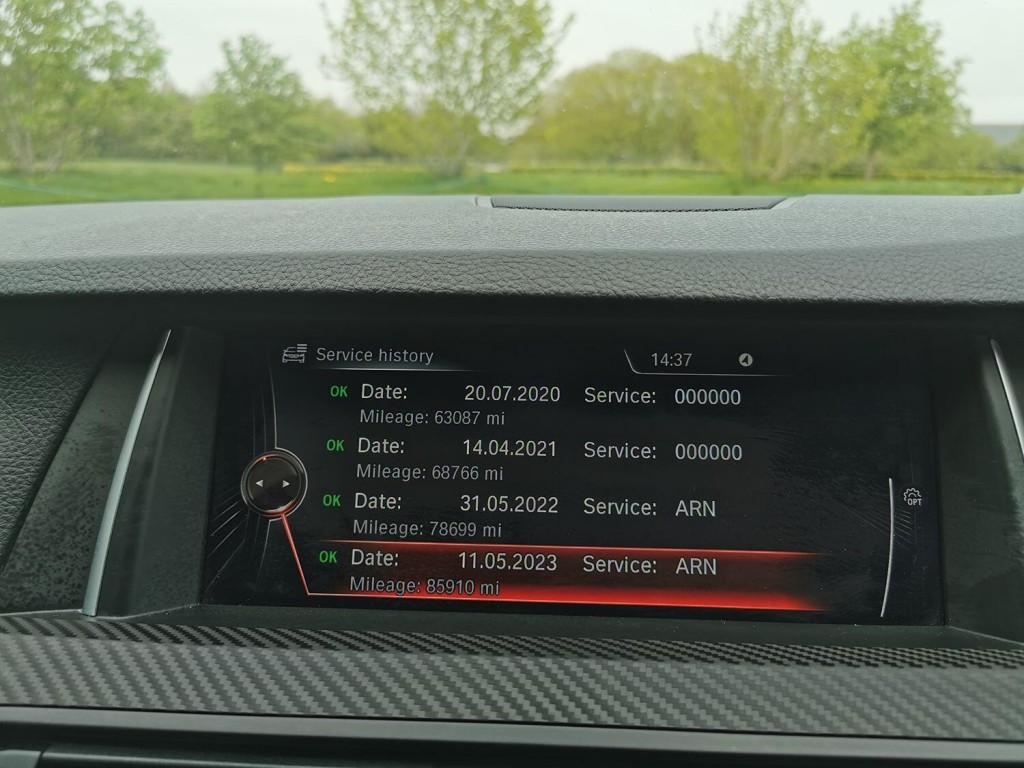 Service history 14:37
OK Date: 20.07.2020 Service: 000000
Mileage: 63087 mi
OK Date: 14.04.2021 Service: 000000
Mileage: 68766 mi
OK Date: 31.05.2022 Service: ARN
Mileage: 78699 mi
OPT
OK Date: 11.05.2023 Service: ARN
Mileage: 85910 mi